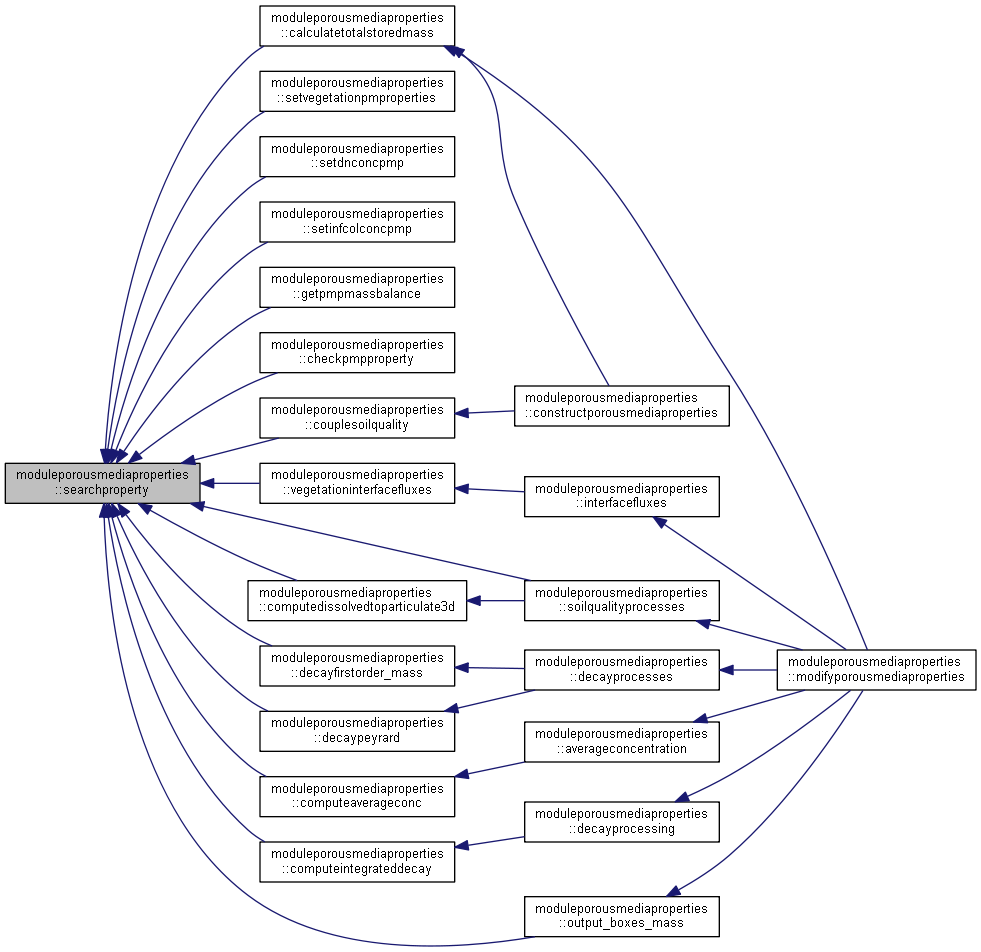 moduleporousmediaproperties
::calculatetotalstoredmass
moduleporousmediaproperties
::setvegetationpmproperties
moduleporousmediaproperties
::setdnconcpmp
moduleporousmediaproperties
::setinfcolconcpmp
moduleporousmediaproperties
::getpmpmassbalance
moduleporousmediaproperties
::checkpmpproperty
moduleporousmediaproperties
::couplesoilquality
moduleporousmediaproperties
::constructporousmediaproperties
moduleporousmediaproperties
::searchproperty
moduleporousmediaproperties
::vegetationinterfacefluxes
moduleporousmediaproperties
::interfacefluxes
moduleporousmediaproperties
::computedissolvedtoparticulate3d
moduleporousmediaproperties
::soilqualityprocesses
moduleporousmediaproperties
::decayfirstorder_mass
moduleporousmediaproperties
::decayprocesses
moduleporousmediaproperties
::modifyporousmediaproperties
moduleporousmediaproperties
::decaypeyrard
moduleporousmediaproperties
::averageconcentration
moduleporousmediaproperties
::computeaverageconc
moduleporousmediaproperties
::decayprocessing
moduleporousmediaproperties
::computeintegrateddecay
moduleporousmediaproperties
::output_boxes_mass